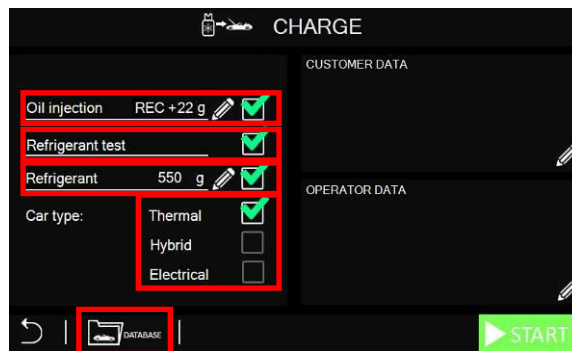 CHARGE
CUSTOMER DATA
Oil injection REC +22 g
Refrigerant test
Refrigerant 550 g
OPERATOR DATA
Car type: Thermal
Hybrid
Electrical
DATABASE
START